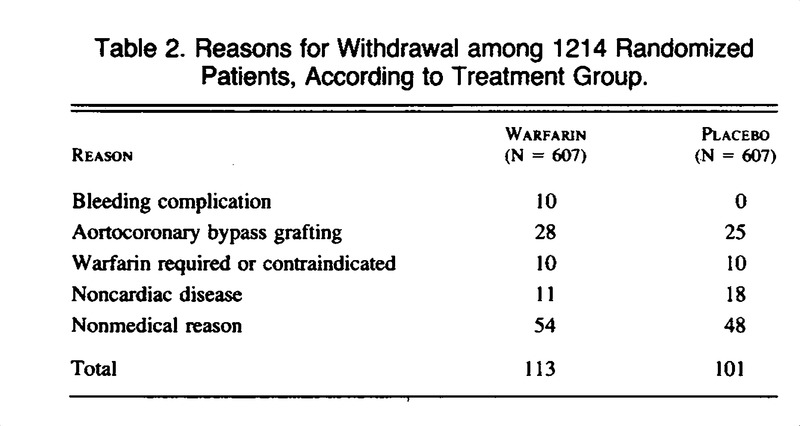 Table 2. Reasons for Withdrawal among 1214 Randomized
Patients, According to Treatment Group.
REASON WARFARIN (N = 607) PLACEBO (N = 607)
Bleeding complication 10 0
Aortocoronary bypass grafting 28 25
Warfarin required or contraindicated 10 10
Noncardiac disease 11 18
Nonmedical reason 54 48
Total 113 101